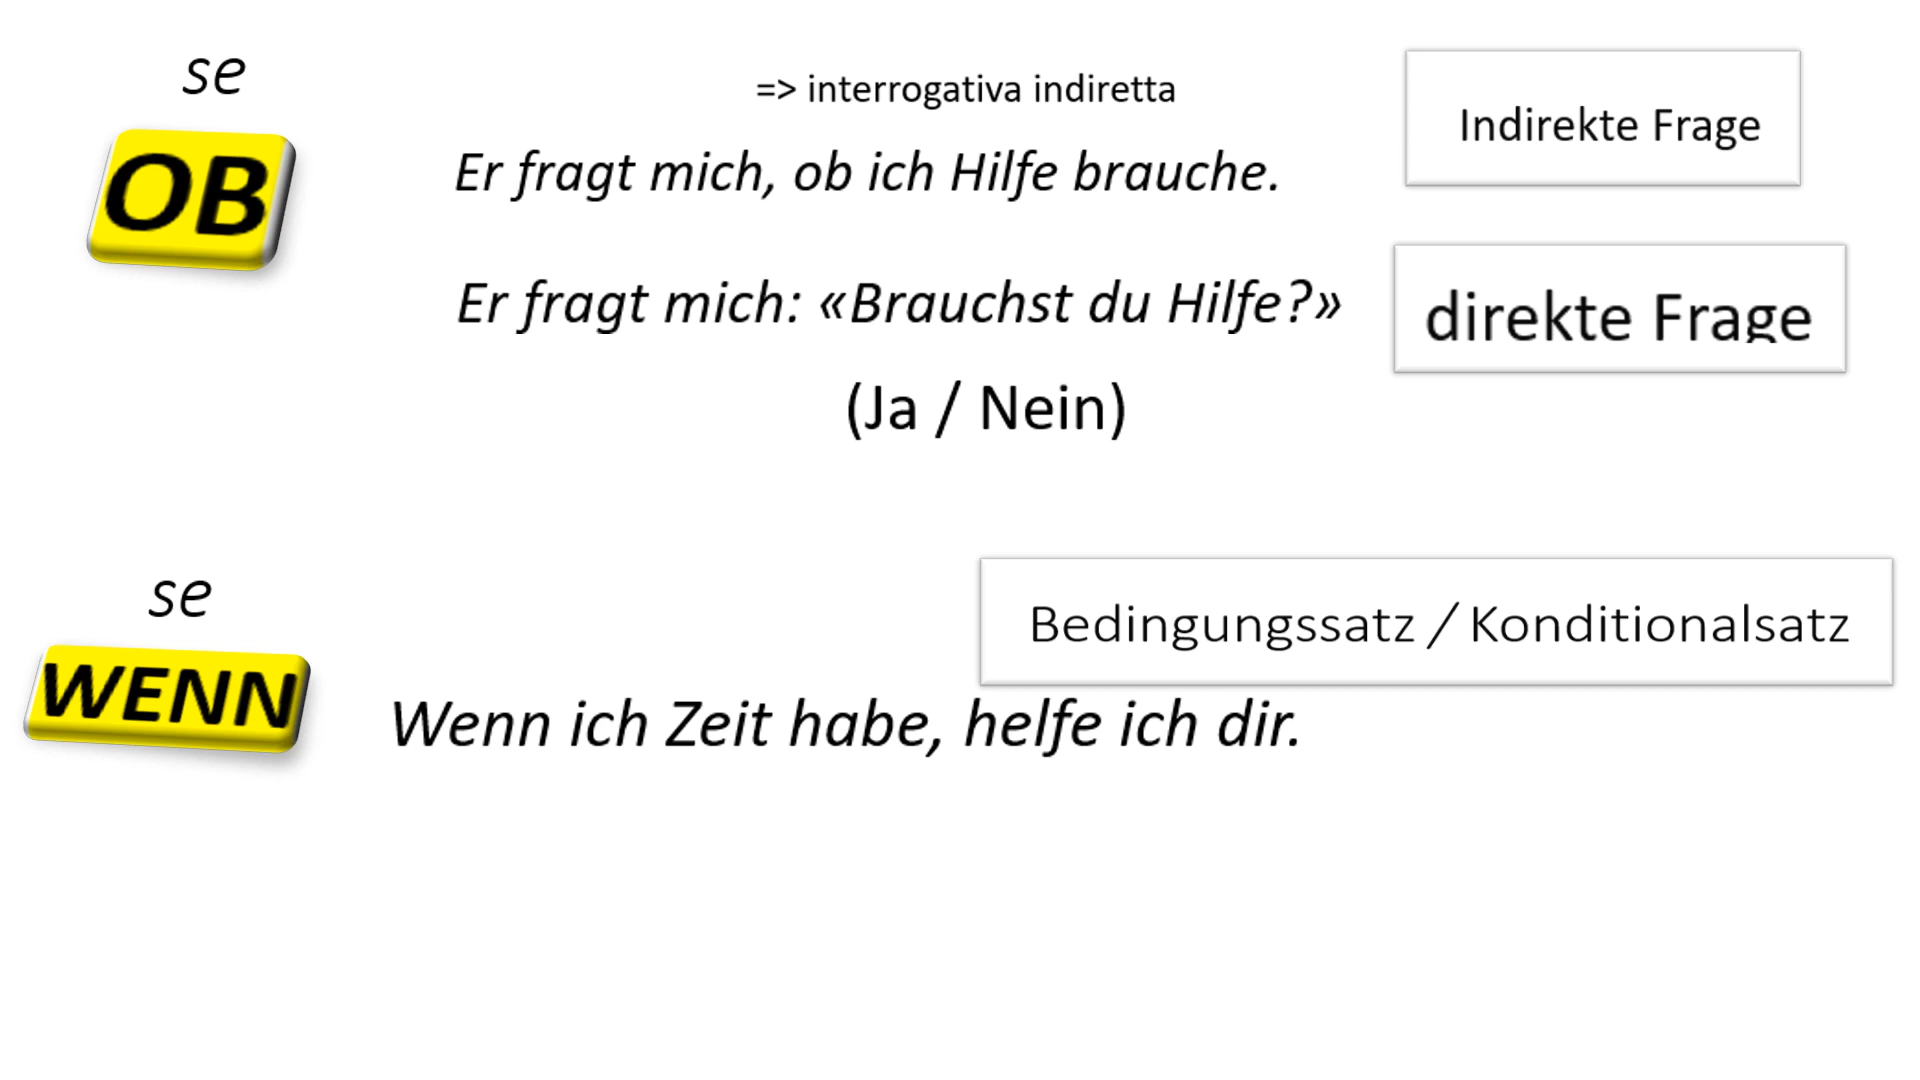 se
OB
=> interrogativa indiretta
Indirekte Frage
Er fragt mich, ob ich Hilfe brauche.
Er fragt mich: «Brauchst du Hilfe?»
direkte Frage
(Ja / Nein)
se
WENN
Bedingungssatz / Konditionalsatz
Wenn ich Zeit habe, helfe ich dir.